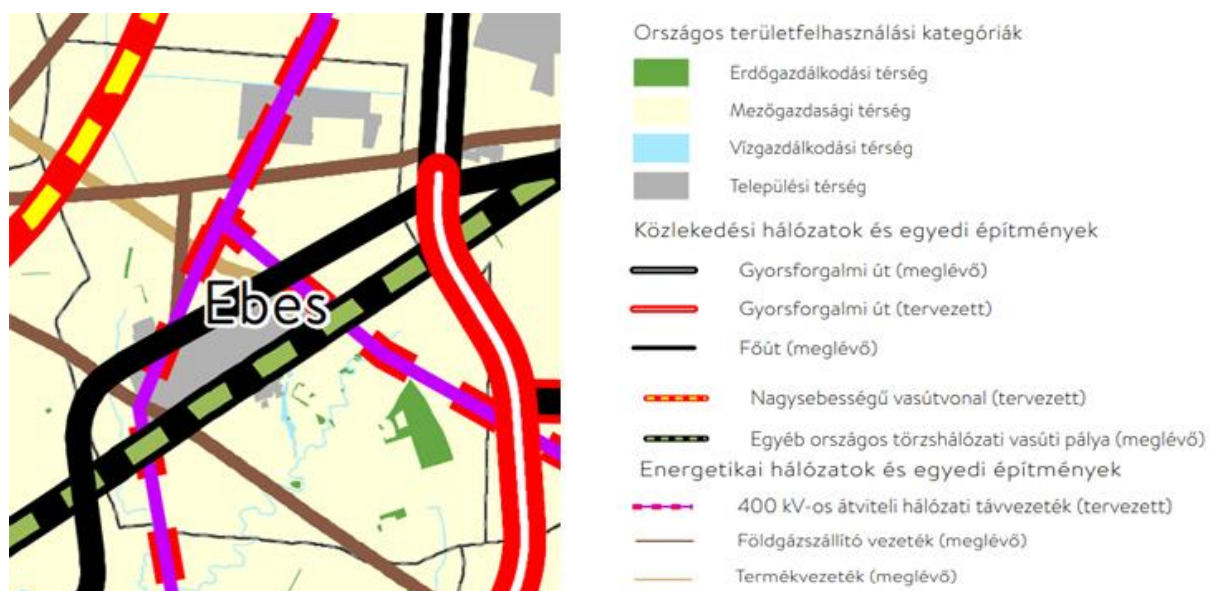 Ebes
Országos területfelhasználási kategóriák
Erdőgazdálkodási térség
Mezőgazdasági térség
Vízgazdálkodási térség
Települési térség
Közlekedési hálózatok és egyedi építmények
Gyorsforgalmi út (meglévő)
Gyorsforgalmi út (tervezett)
Főút (meglévő)
Nagysebességű vasútvonal (tervezett)
Egyéb országos törzshálózati vasúti pálya (meglévő)
Energetikai hálózatok és egyedi építmények
400 kV-os átviteli hálózati távvezeték (tervezett)
Földgázszállító vezeték (meglévő)
Termékvezeték (meglévő)